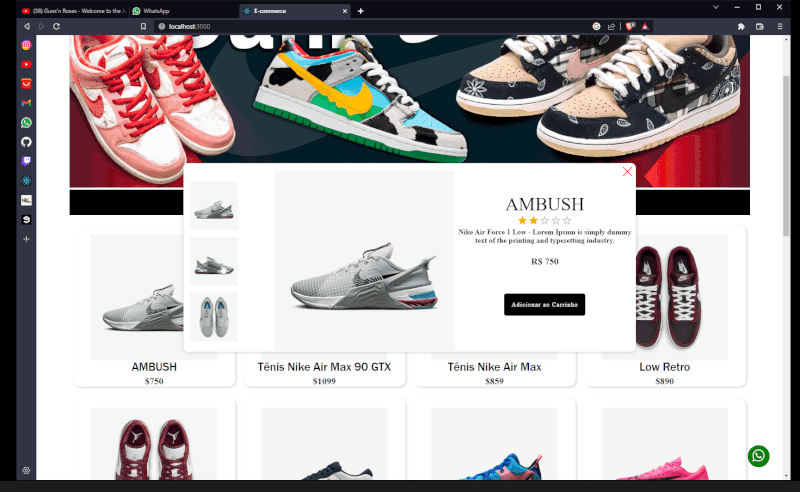 (38) Guns'n Roses - Welcome to the J
WhatsApp
E-commerce
localhost:3000
AMBUSH
Nike Air Force 1 Low - Lorem Ipsum is simply dummy
text of the printing and typesetting industry.
R$ 750
Adicionar ao Carrinho
AMBUSH
$750
Tênis Nike Air Max 90 GTX
$1099
Tênis Nike Air Max
$859
Low Retro
$890